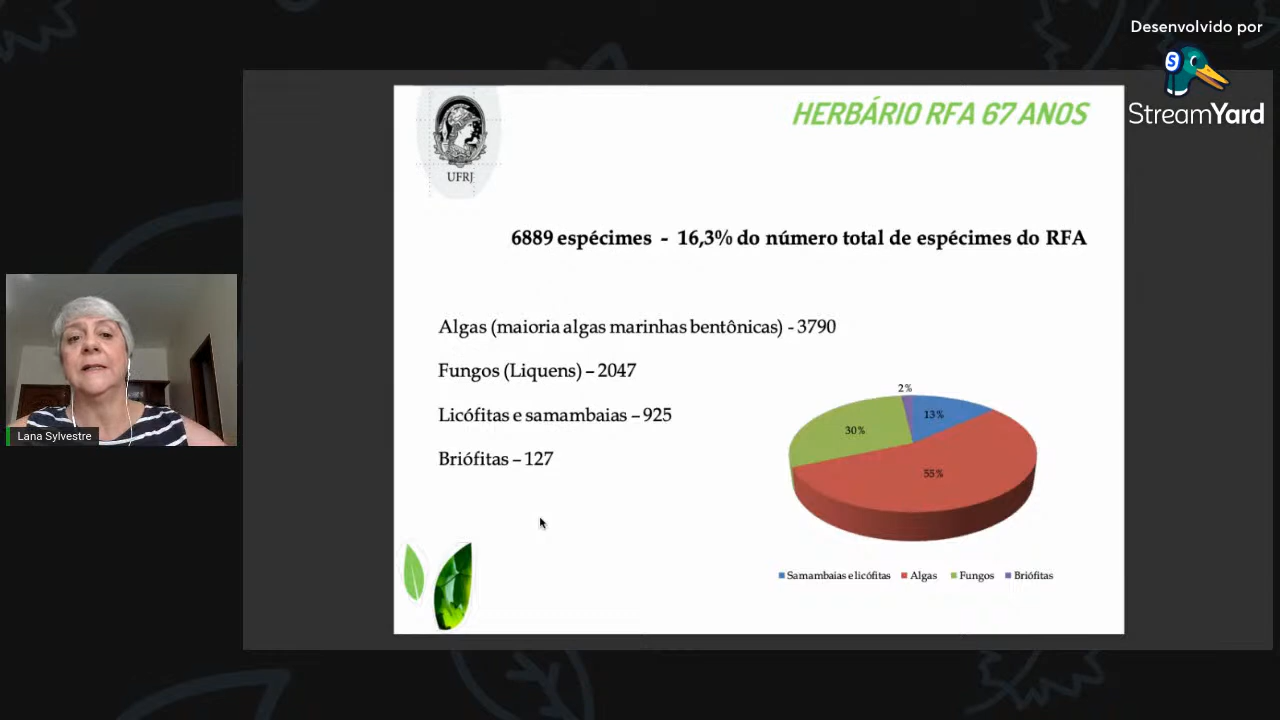 Desenvolvido por
StreamYard
HERBÁRIO RFA 67 ANOS
UFRJ
6889 espécimes - 16,3% do número total de espécimes do RFA
Algas (maioria algas marinhas bentônicas) - 3790
Fungos (Liquens) – 2047
Licófitas e samambaias – 925
Briófitas – 127
2%
13%
30%
55%
Samambaias e licófitas Algas Fungos Briófitas
Lana Sylvestre